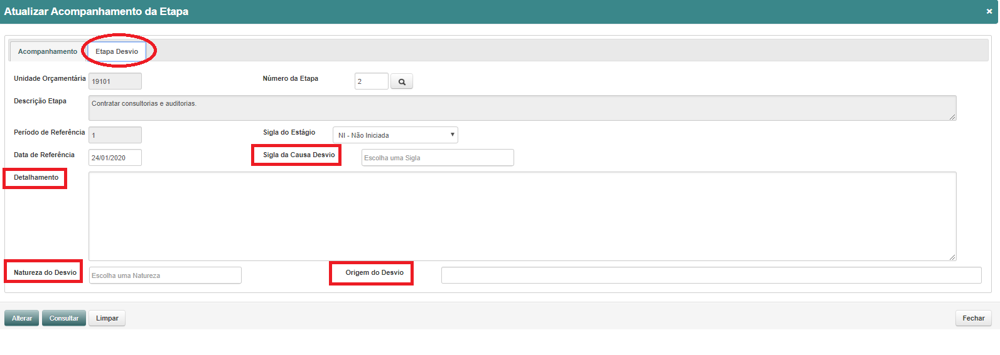 Atualizar Acompanhamento da Etapa ×
Acompanhamento Etapa Desvio
Unidade Orçamentária 19101 Número da Etapa 2
Descrição Etapa Contratar consultorias e auditorias.
Período de Referência 1 Sigla do Estágio NI - Não Iniciada
Data de Referência 24/01/2020 Sigla da Causa Desvio Escolha uma Sigla
Detalhamento
Natureza do Desvio Escolha uma Natureza Origem do Desvio
Alterar Consultar Limpar Fechar